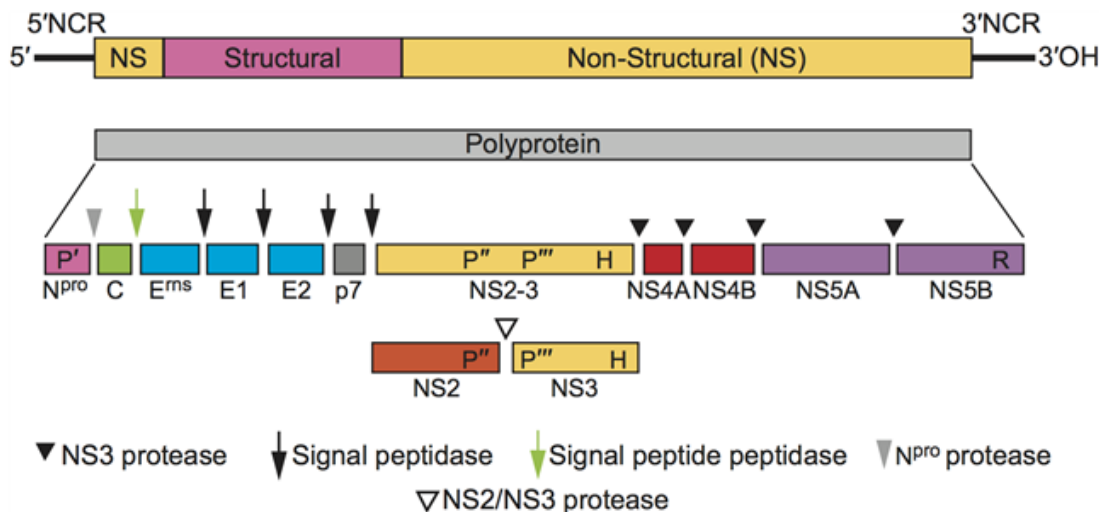 5′NCR 3′NCR
5′ NS Structural Non-Structural (NS) 3′OH
Polyprotein
P′ P″ P‴ H R
Npro C Erns E1 E2 p7 NS2-3 NS4A NS4B NS5A NS5B
P″ P‴ H
NS2 NS3
NS3 protease Signal peptidase Signal peptide peptidase Npro protease
NS2/NS3 protease